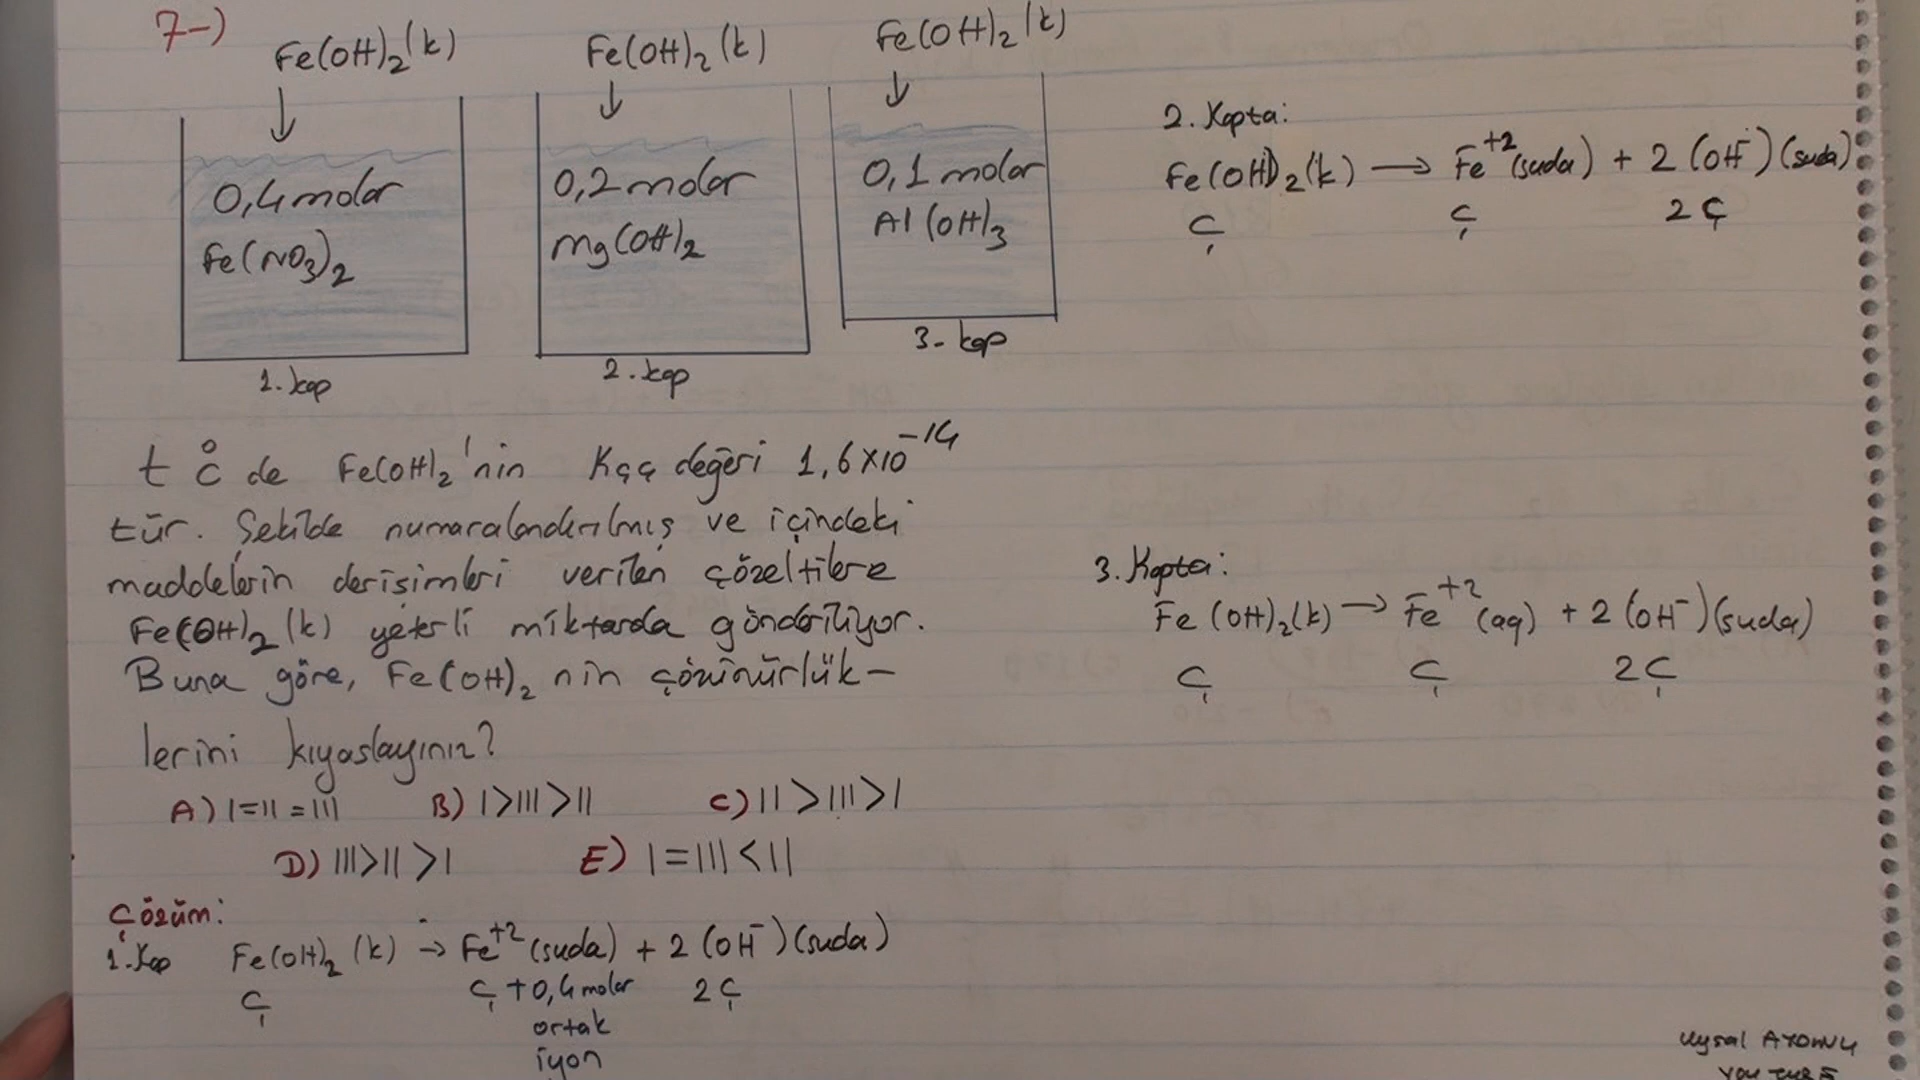 7-)
Fe(OH)₂(k)
Fe(OH)₂(k)
Fe(OH)₂(k)
0,4 molar
Fe(NO₃)₂
1. kap
0,2 molar
Mg(OH)₂
2. kap
0,1 molar
Al(OH)₃
3- kap
t °C de Fe(OH)₂'nin Kçç değeri 1,6x10⁻¹⁴
tür. Şekilde numaralandırılmış ve içindeki
maddelerin derişimleri verilen çözeltilere
Fe(OH)₂(k) yeterli miktarda gönderiliyor.
Buna göre, Fe(OH)₂ nin çözünürlük-
lerini kıyaslayınız?
A) I=II=III B) I>III>II C) II>III>I
D) III>II>I E) I=III<II
Çözüm:
1. Kap Fe(OH)₂(k) → Fe⁺²(suda) + 2(OH⁻)(suda)
Ç Ç+0,4 molar 2Ç
ortak
iyon
2. Kapta:
Fe(OH)₂(k) → Fe⁺²(suda) + 2(OH⁻)(suda)
Ç Ç 2Ç
3. Kapta:
Fe(OH)₂(k) → Fe⁺²(aq) + 2(OH⁻)(suda)
Ç Ç 2Ç
Uysal